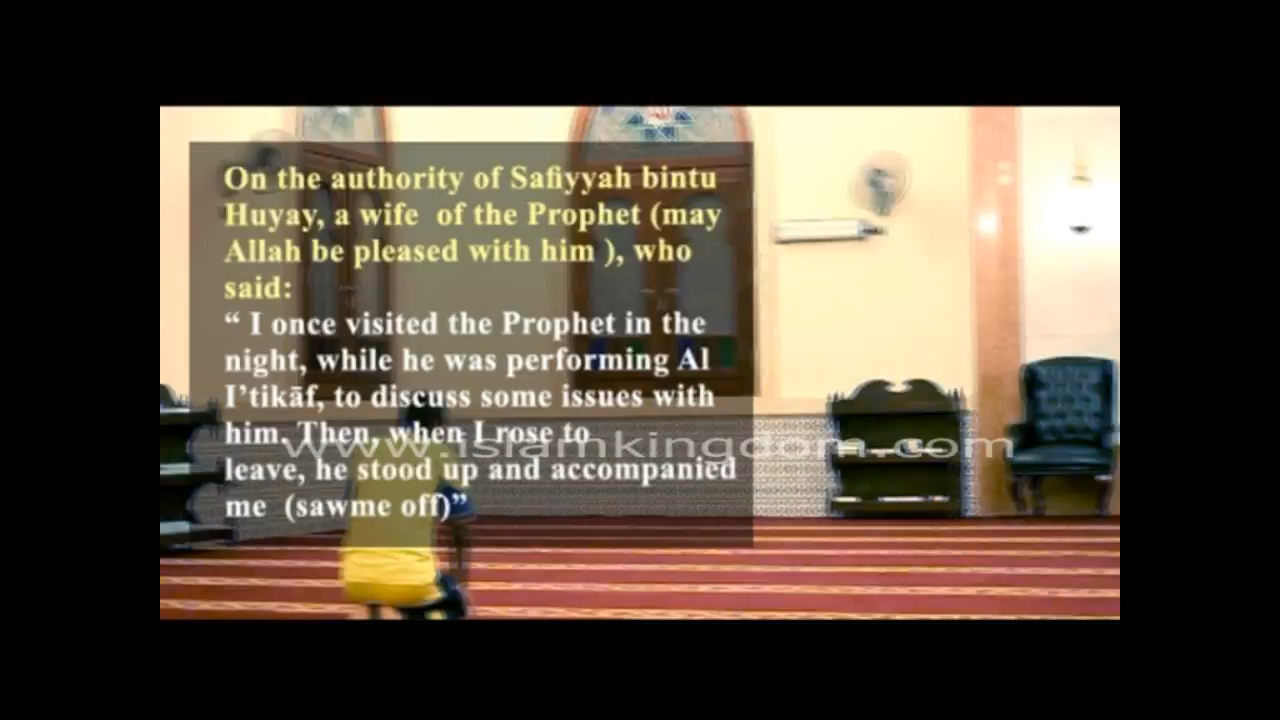 On the authority of Safiyyah bintu
Huyay, a wife of the Prophet (may
Allah be pleased with him ), who
said:
“ I once visited the Prophet in the
night, while he was performing Al
I’tikāf, to discuss some issues with
him. Then, when I rose to
www.islamkingdom.com
leave, he stood up and accompanied
me (sawme off)”